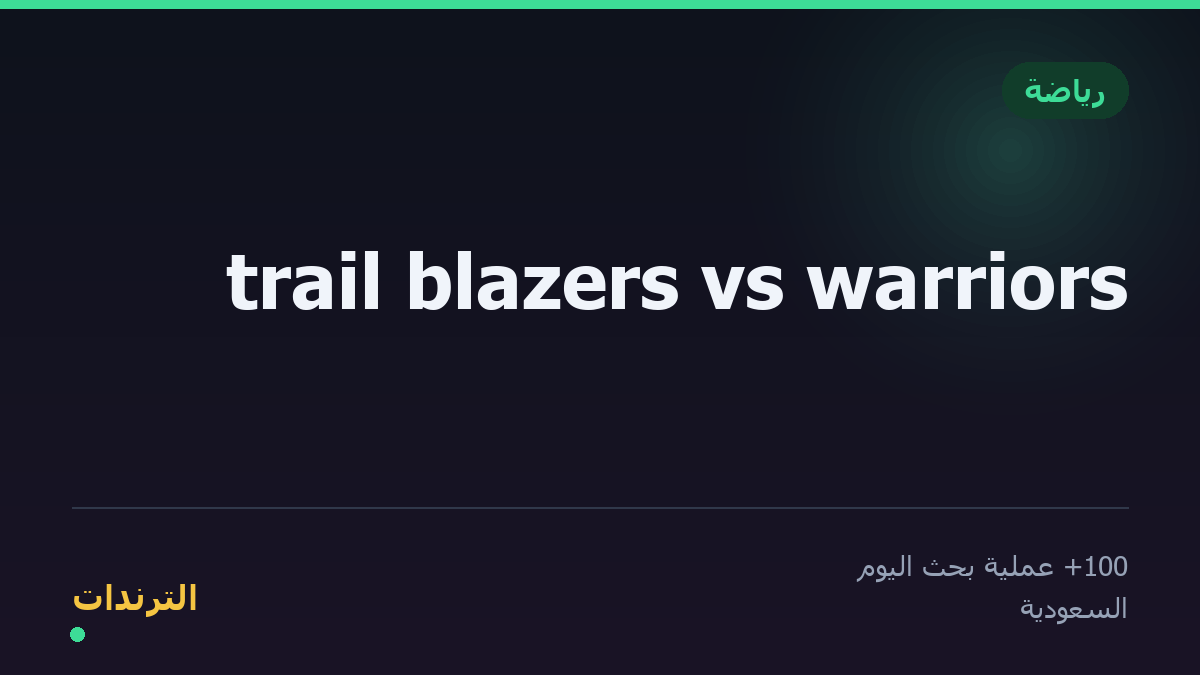 رياضة
trail blazers vs warriors
100+ عملية بحث اليوم
السعودية
الترندات